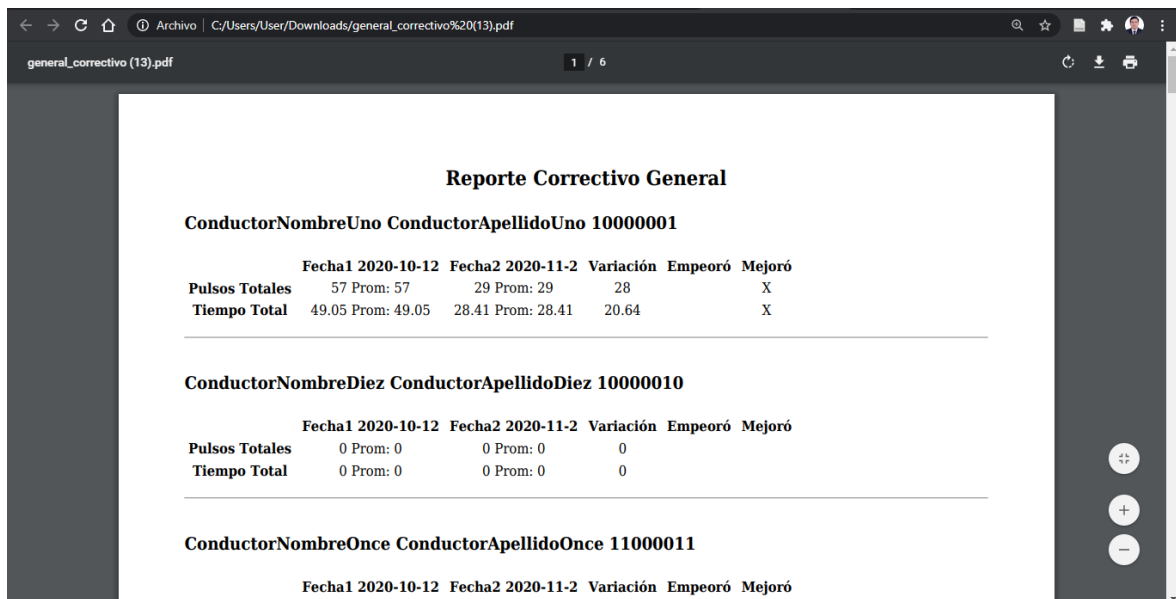 Archivo | C:/Users/User/Downloads/general_correctivo%20(13).pdf
general_correctivo (13).pdf
1 / 6
Reporte Correctivo General
ConductorNombreUno ConductorApellidoUno 10000001
Fecha1 2020-10-12 Fecha2 2020-11-2 Variación Empeoró Mejoró
Pulsos Totales 57 Prom: 57 29 Prom: 29 28 X
Tiempo Total 49.05 Prom: 49.05 28.41 Prom: 28.41 20.64 X
ConductorNombreDiez ConductorApellidoDiez 10000010
Fecha1 2020-10-12 Fecha2 2020-11-2 Variación Empeoró Mejoró
Pulsos Totales 0 Prom: 0 0 Prom: 0 0
Tiempo Total 0 Prom: 0 0 Prom: 0 0
ConductorNombreOnce ConductorApellidoOnce 11000011
Fecha1 2020-10-12 Fecha2 2020-11-2 Variación Empeoró Mejoró